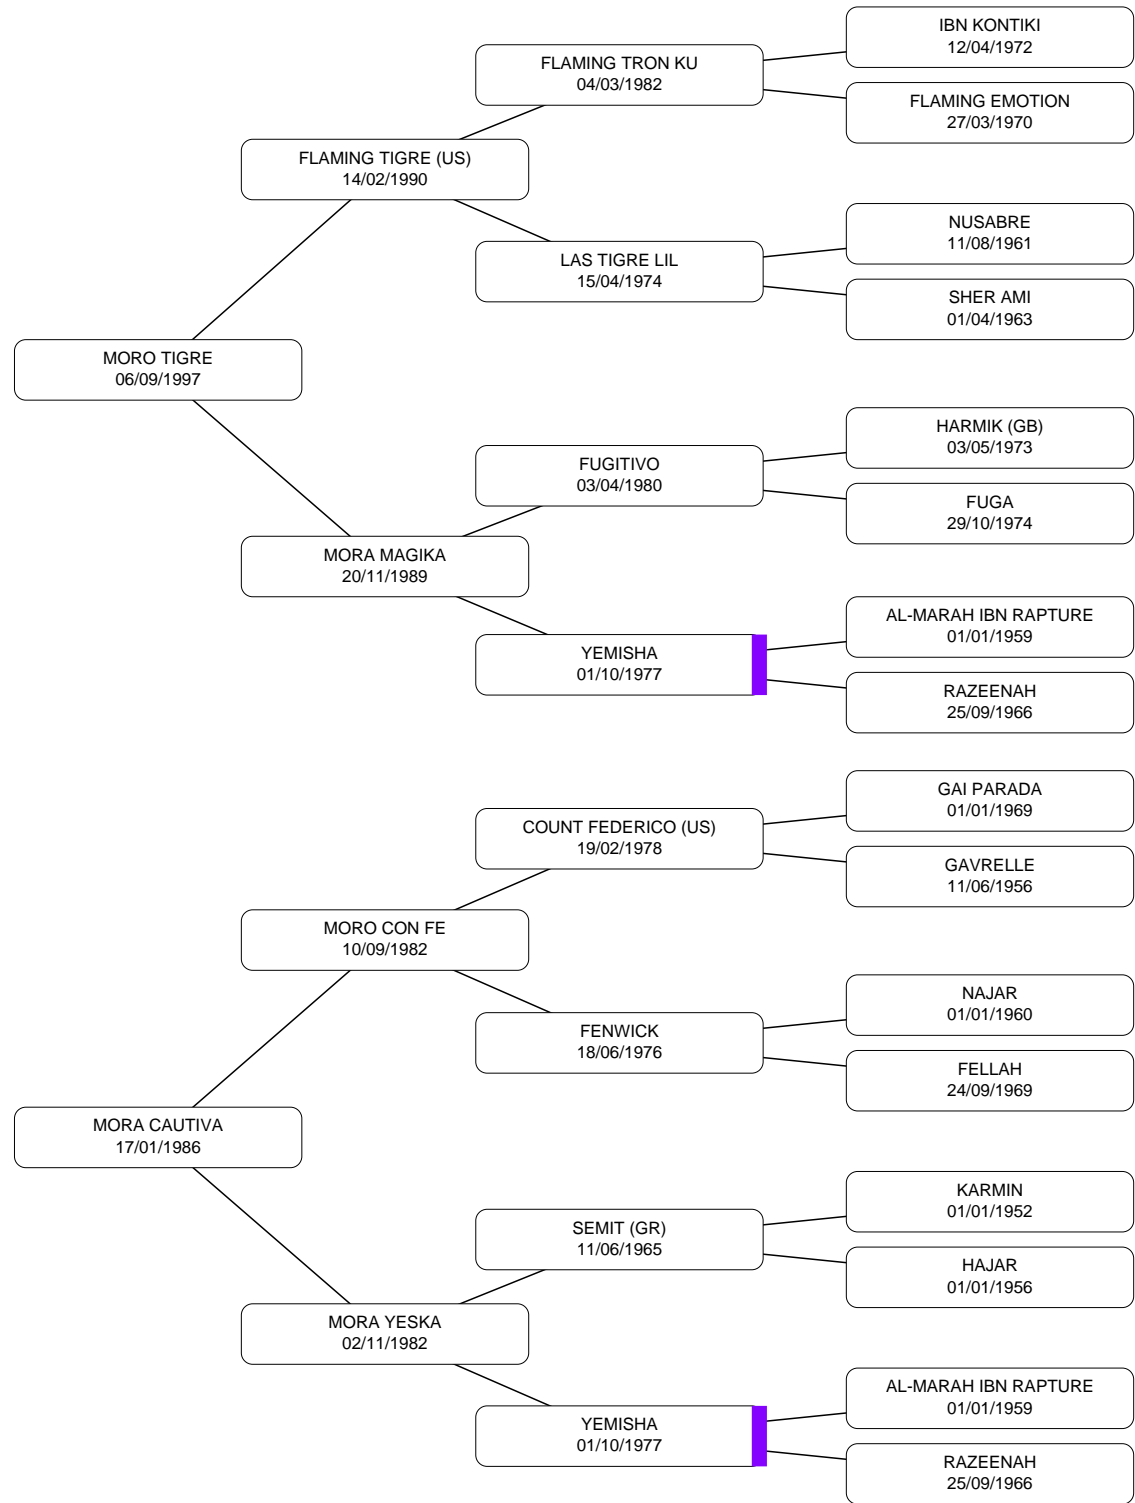 IBN KONTIKI
12/04/1972
FLAMING TRON KU
04/03/1982
FLAMING EMOTION
27/03/1970
FLAMING TIGRE (US)
14/02/1990
NUSABRE
11/08/1961
LAS TIGRE LIL
15/04/1974
SHER AMI
01/04/1963
MORO TIGRE
06/09/1997
HARMIK (GB)
03/05/1973
FUGITIVO
03/04/1980
FUGA
29/10/1974
MORA MAGIKA
20/11/1989
AL-MARAH IBN RAPTURE
01/01/1959
YEMISHA
01/10/1977
RAZEENAH
25/09/1966
GAI PARADA
01/01/1969
COUNT FEDERICO (US)
19/02/1978
GAVRELLE
11/06/1956
MORO CON FE
10/09/1982
NAJAR
01/01/1960
FENWICK
18/06/1976
FELLAH
24/09/1969
MORA CAUTIVA
17/01/1986
KARMIN
01/01/1952
SEMIT (GR)
11/06/1965
HAJAR
01/01/1956
MORA YESKA
02/11/1982
AL-MARAH IBN RAPTURE
01/01/1959
YEMISHA
01/10/1977
RAZEENAH
25/09/1966